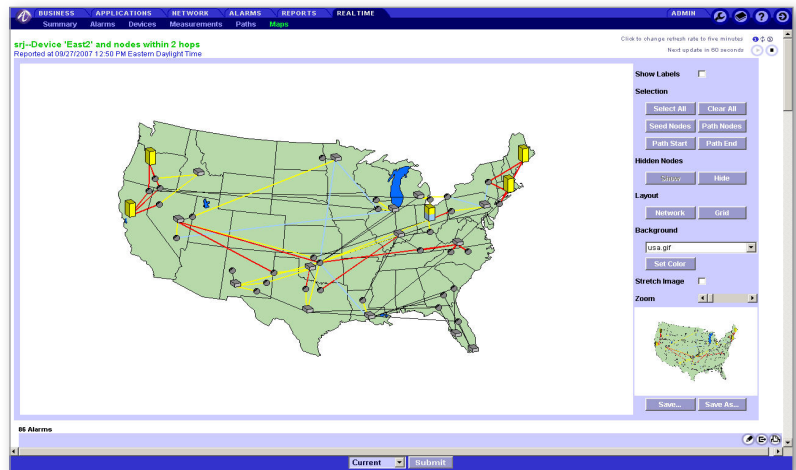 BUSINESS APPLICATIONS NETWORK ALARMS REPORTS REALTIME ADMIN
Summary Alarms Devices Measurements Paths Maps
srj--Device 'East2' and nodes within 2 hops
Reported at 09/27/2007 12:50 PM Eastern Daylight Time
Click to change refresh rate to five minutes
Next update in 60 seconds
Show Labels
Selection
Select All Clear All
Seed Nodes Path Nodes
Path Start Path End
Hidden Nodes
Show Hide
Layout
Network Grid
Background
usa.gif
Set Color
Stretch Image
Zoom
Save... Save As...
86 Alarms
Current Submit